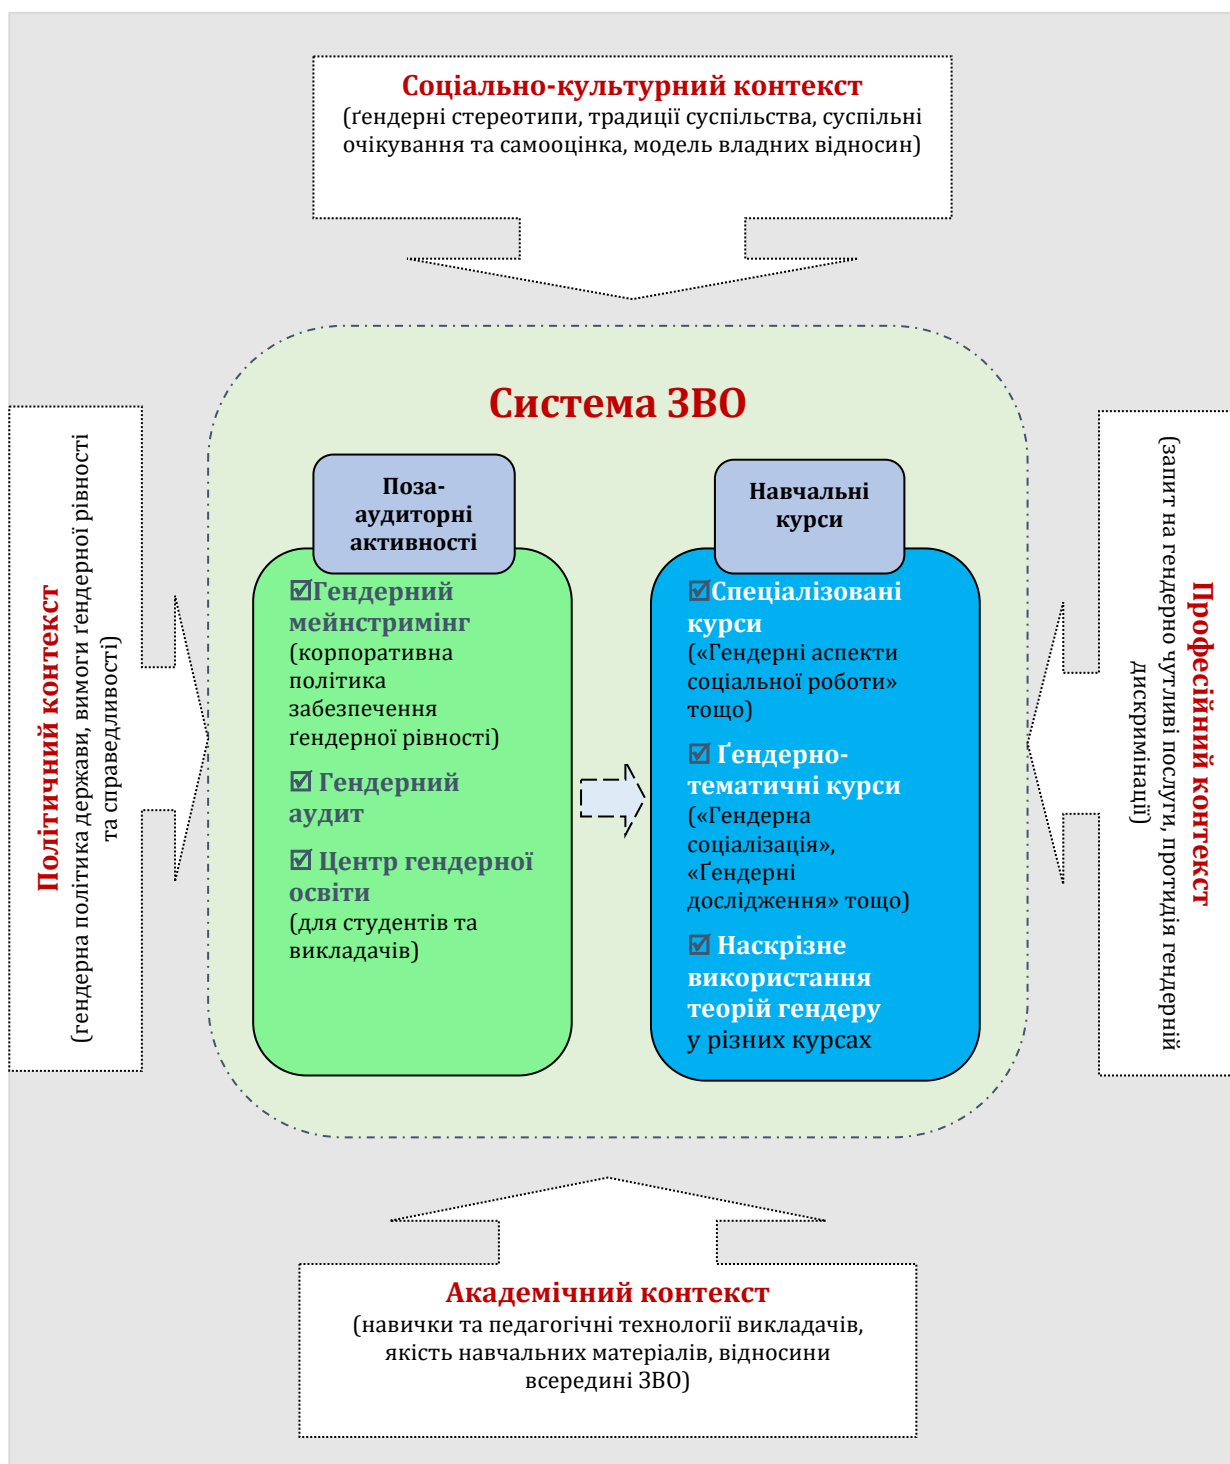 Соціально-культурний контекст
(ґендерні стереотипи, традиції суспільства, суспільні
очікування та самооцінка, модель владних відносин)
Політичний контекст
(гендерна політика держави, вимоги ґендерної рівності
та справедливості)
Система ЗВО
Поза-
аудиторні
активності
☑Гендерний
мейнстримінг
(корпоративна
політика
забезпечення
ґендерної рівності)
☑ Гендерний
аудит
☑ Центр гендерної
освіти
(для студентів та
викладачів)
Навчальні
курси
☑Спеціалізовані
курси
(«Гендерні аспекти
соціальної роботи»
тощо)
☑ Ґендерно-
тематичні курси
(«Гендерна
соціалізація»,
«Ґендерні
дослідження» тощо)
☑ Наскрізне
використання
теорій гендеру
у різних курсах
Професійний контекст
(запит на гендерно чутливі послуги, протидія гендерній
дискримінації)
Академічний контекст
(навички та педагогічні технології викладачів,
якість навчальних матеріалів, відносини
всередині ЗВО)